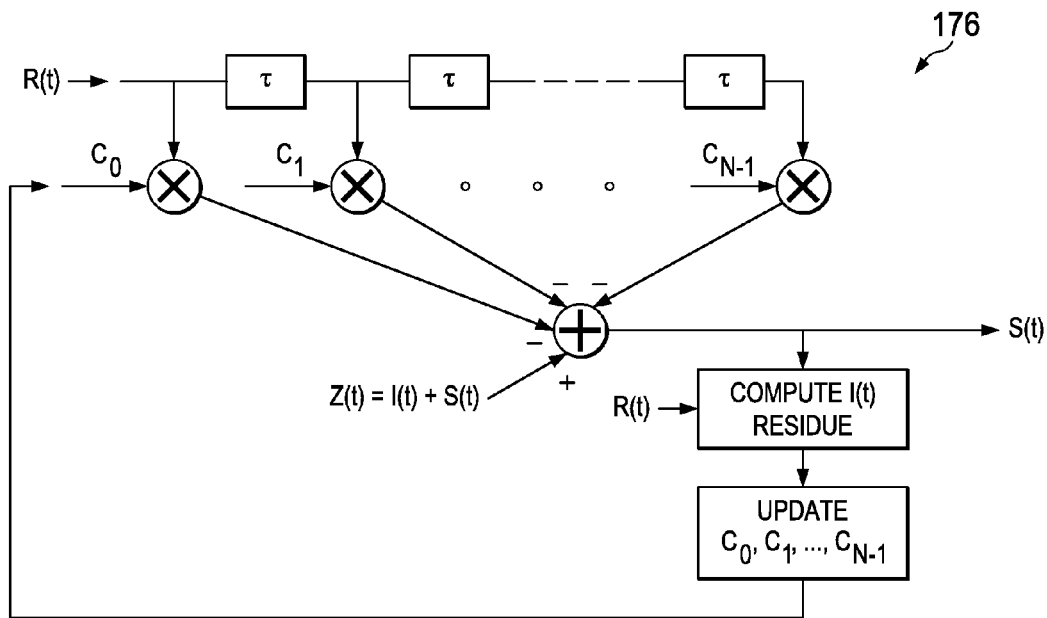 176
R(t)
τ
τ
τ
C0
C1
CN-1
− −
−
+
Z(t) = I(t) + S(t)
S(t)
R(t)
COMPUTE I(t)
RESIDUE
UPDATE
C0, C1, ..., CN-1